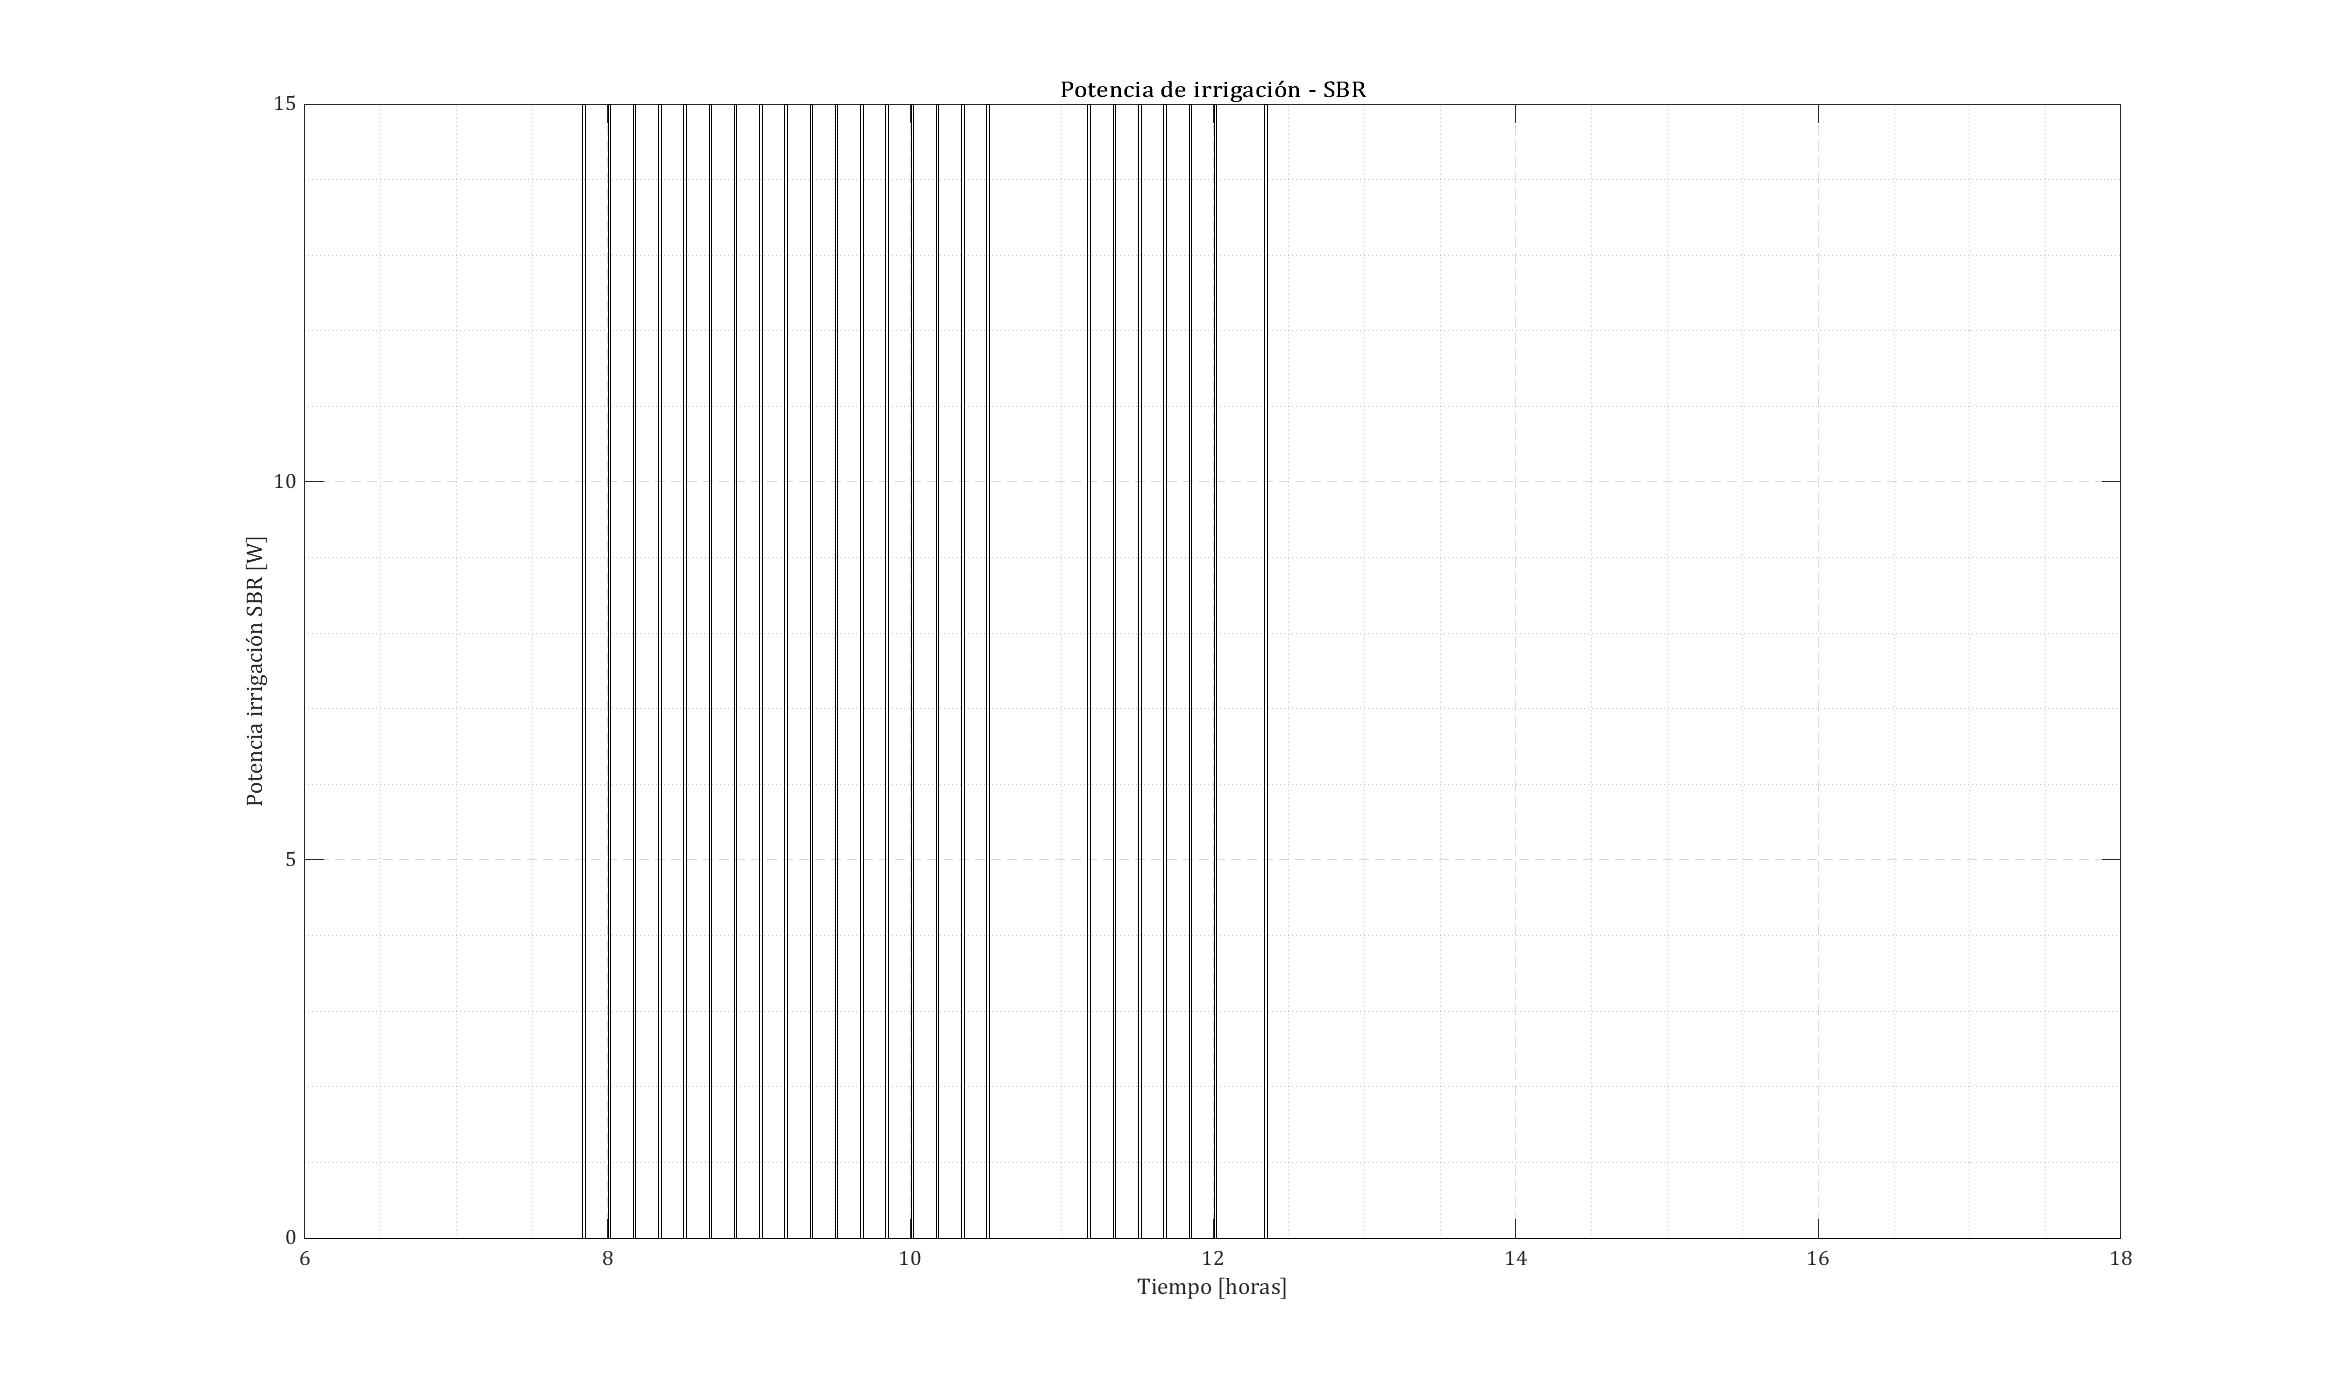 Potencia de irrigación - SBR
15
10
5
0
Potencia irrigación SBR [W]
6 8 10 12 14 16 18
Tiempo [horas]